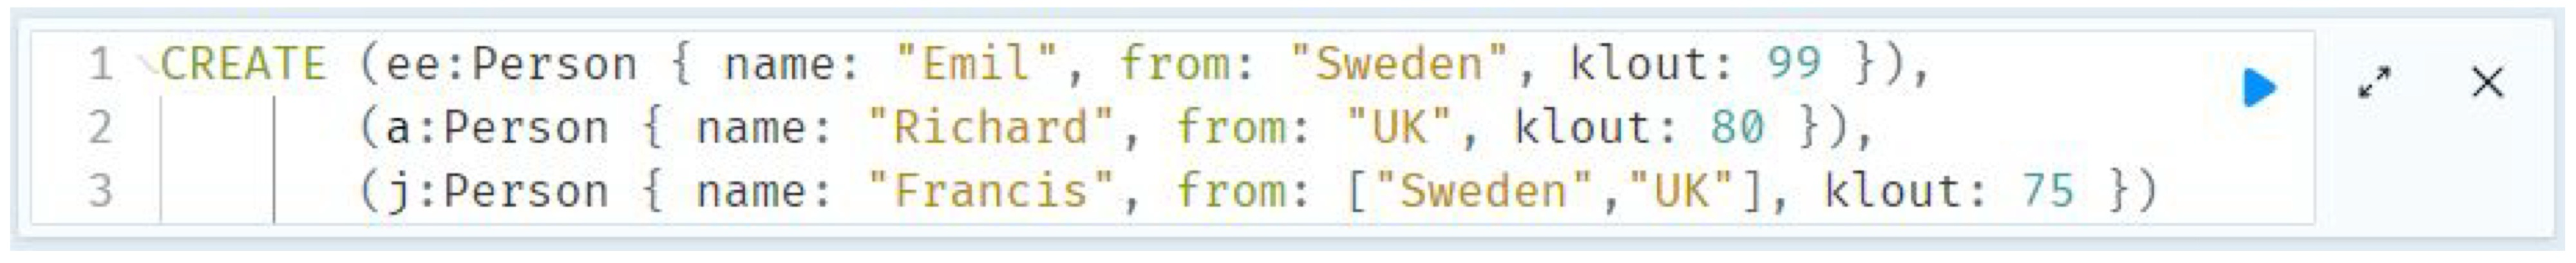 1 CREATE (ee:Person { name: "Emil", from: "Sweden", klout: 99 }),
2 (a:Person { name: "Richard", from: "UK", klout: 80 }),
3 (j:Person { name: "Francis", from: ["Sweden","UK"], klout: 75 })